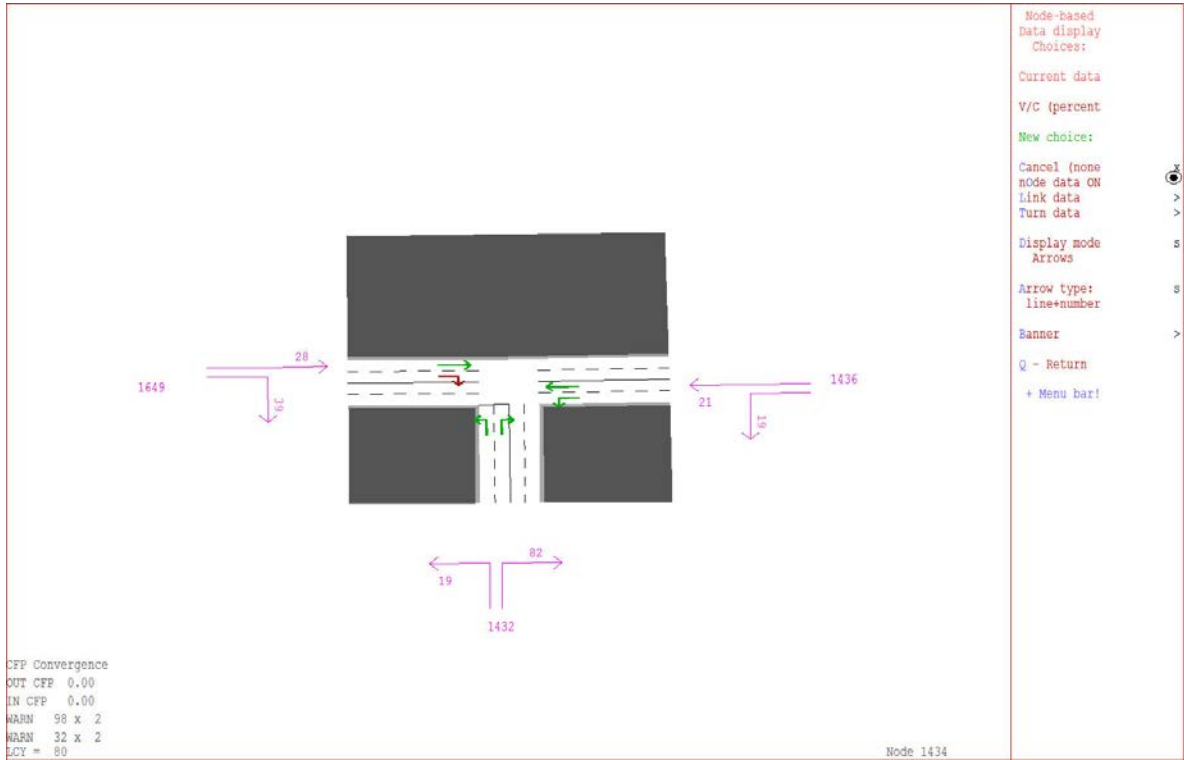 28
1649
39
1436
21
19
82
19
1432
CFP Convergence
OUT CFP 0.00
IN CFP 0.00
WARN 98 x 2
WARN 32 x 2
LCY = 80
Node 1434
Node-based
Data display
Choices:
Current data
V/C (percent
New choice:
Cancel (none x
nOde data ON
Link data >
Turn data >
Display mode s
Arrows
Arrow type: s
line+number
Banner >
Q - Return
+ Menu bar!